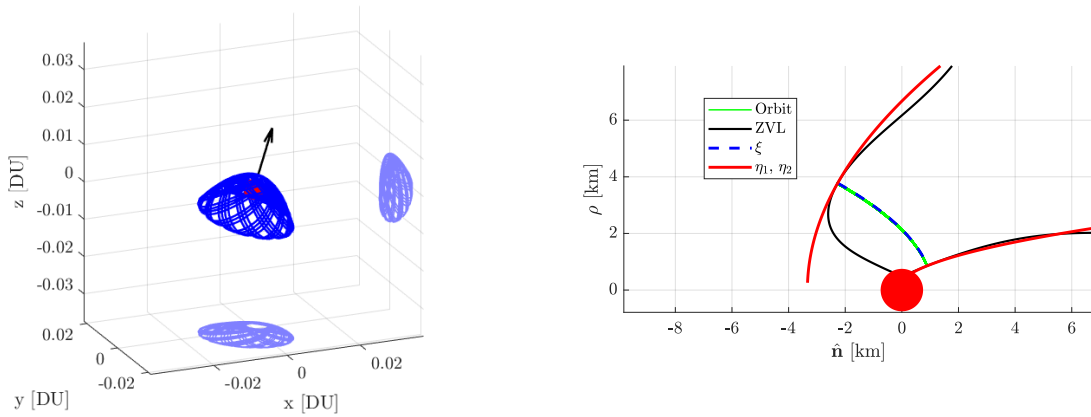 0.03
0.02
0.01
0
-0.01
-0.02
-0.03
z [DU]
0.02
0
-0.02
y [DU]
-0.02
0
0.02
x [DU]
Orbit
ZVL
ξ
η₁, η₂
6
4
2
0
ρ [km]
-8 -6 -4 -2 0 2 4 6
n̂ [km]